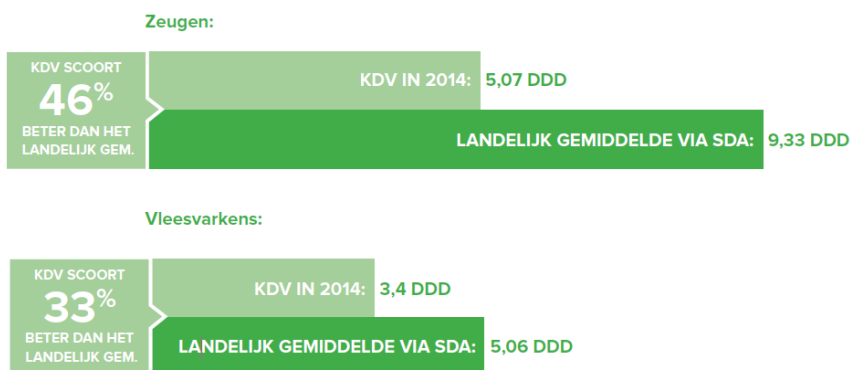 Zeugen:
KDV SCOORT
46%
BETER DAN HET
LANDELIJK GEM.
KDV IN 2014: 5,07 DDD
LANDELIJK GEMIDDELDE VIA SDA: 9,33 DDD
Vleesvarkens:
KDV SCOORT
33%
BETER DAN HET
LANDELIJK GEM.
KDV IN 2014: 3,4 DDD
LANDELIJK GEMIDDELDE VIA SDA: 5,06 DDD